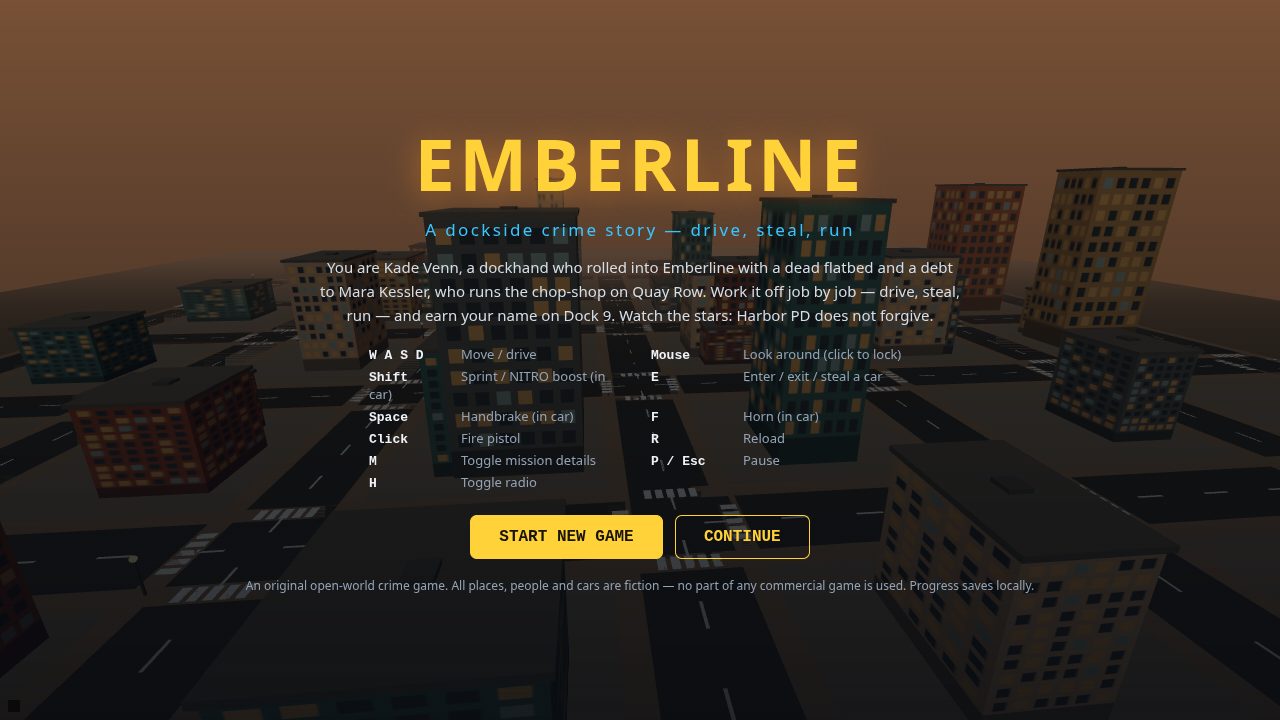 EMBERLINE
A dockside crime story — drive, steal, run
You are Kade Venn, a dockhand who rolled into Emberline with a dead flatbed and a debt
to Mara Kessler, who runs the chop-shop on Quay Row. Work it off job by job — drive, steal,
run — and earn your name on Dock 9. Watch the stars: Harbor PD does not forgive.
W A S D Move / drive Mouse Look around (click to lock)
Shift Sprint / NITRO boost (in E Enter / exit / steal a car
car)
Space Handbrake (in car) F Horn (in car)
Click Fire pistol R Reload
M Toggle mission details P / Esc Pause
H Toggle radio
START NEW GAME CONTINUE
An original open-world crime game. All places, people and cars are fiction — no part of any commercial game is used. Progress saves locally.